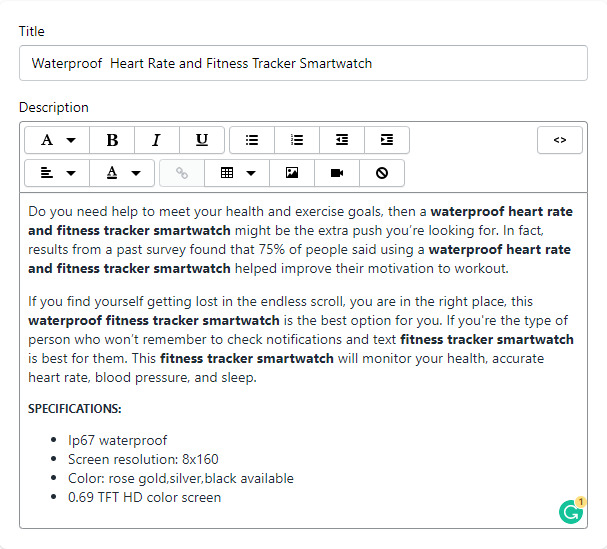 Title
Waterproof  Heart Rate and Fitness Tracker Smartwatch
Description
A B I U <>
A
Do you need help to meet your health and exercise goals, then a waterproof heart rate
and fitness tracker smartwatch might be the extra push you’re looking for. In fact,
results from a past survey found that 75% of people said using a waterproof heart rate
and fitness tracker smartwatch helped improve their motivation to workout.
If you find yourself getting lost in the endless scroll, you are in the right place, this
waterproof fitness tracker smartwatch is the best option for you. If you're the type of
person who won’t remember to check notifications and text fitness tracker smartwatch
is best for them. This fitness tracker smartwatch will monitor your health, accurate
heart rate, blood pressure, and sleep.
SPECIFICATIONS:
Ip67 waterproof
Screen resolution: 8x160
Color: rose gold,silver,black available
0.69 TFT HD color screen
1